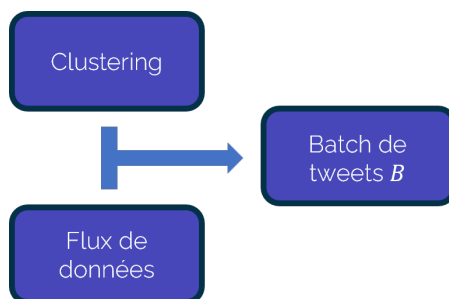 Clustering
Batch de
tweets B
Flux de
données